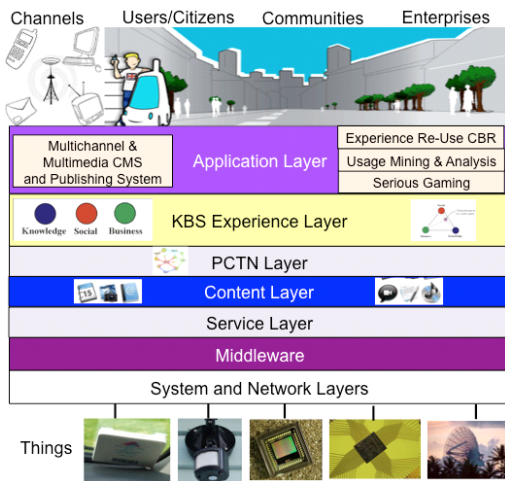 Channels
Users/Citizens
Communities
Enterprises
Multichannel &
Multimedia CMS
and Publishing System
Application Layer
Experience Re-Use CBR
Usage Mining & Analysis
Serious Gaming
Knowledge
Social
Business
KBS Experience Layer
PCTN Layer
15
Content Layer
Service Layer
Middleware
System and Network Layers
Things